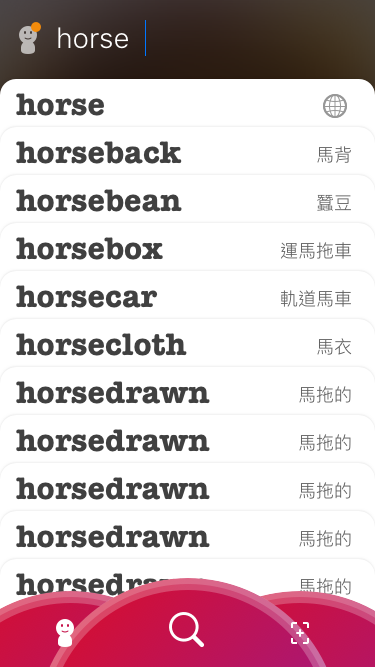 horse
horse
horseback 馬背
horsebean 蠶豆
horsebox 運馬拖車
horsecar 軌道馬車
horsecloth 馬衣
horsedrawn 馬拖的
horsedrawn 馬拖的
horsedrawn 馬拖的
horsedrawn 馬拖的
horsedrawn 馬拖的